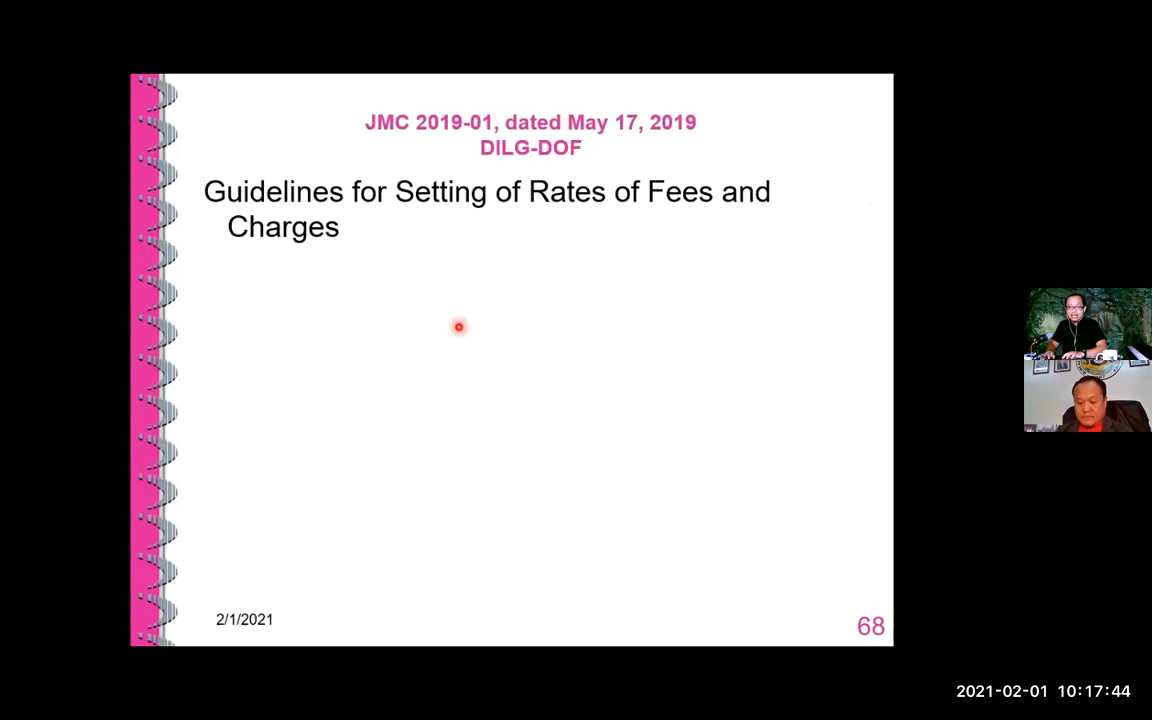 JMC 2019-01, dated May 17, 2019
DILG-DOF
Guidelines for Setting of Rates of Fees and
Charges
2/1/2021
68
2021-02-01 10:17:44